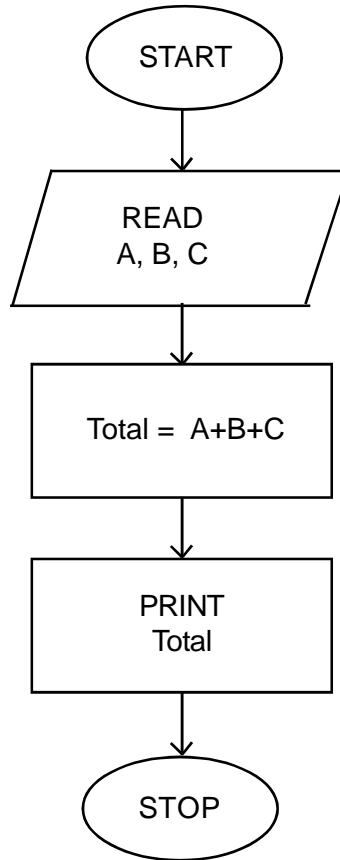 START
READ
A, B, C
Total = A+B+C
PRINT
Total
STOP